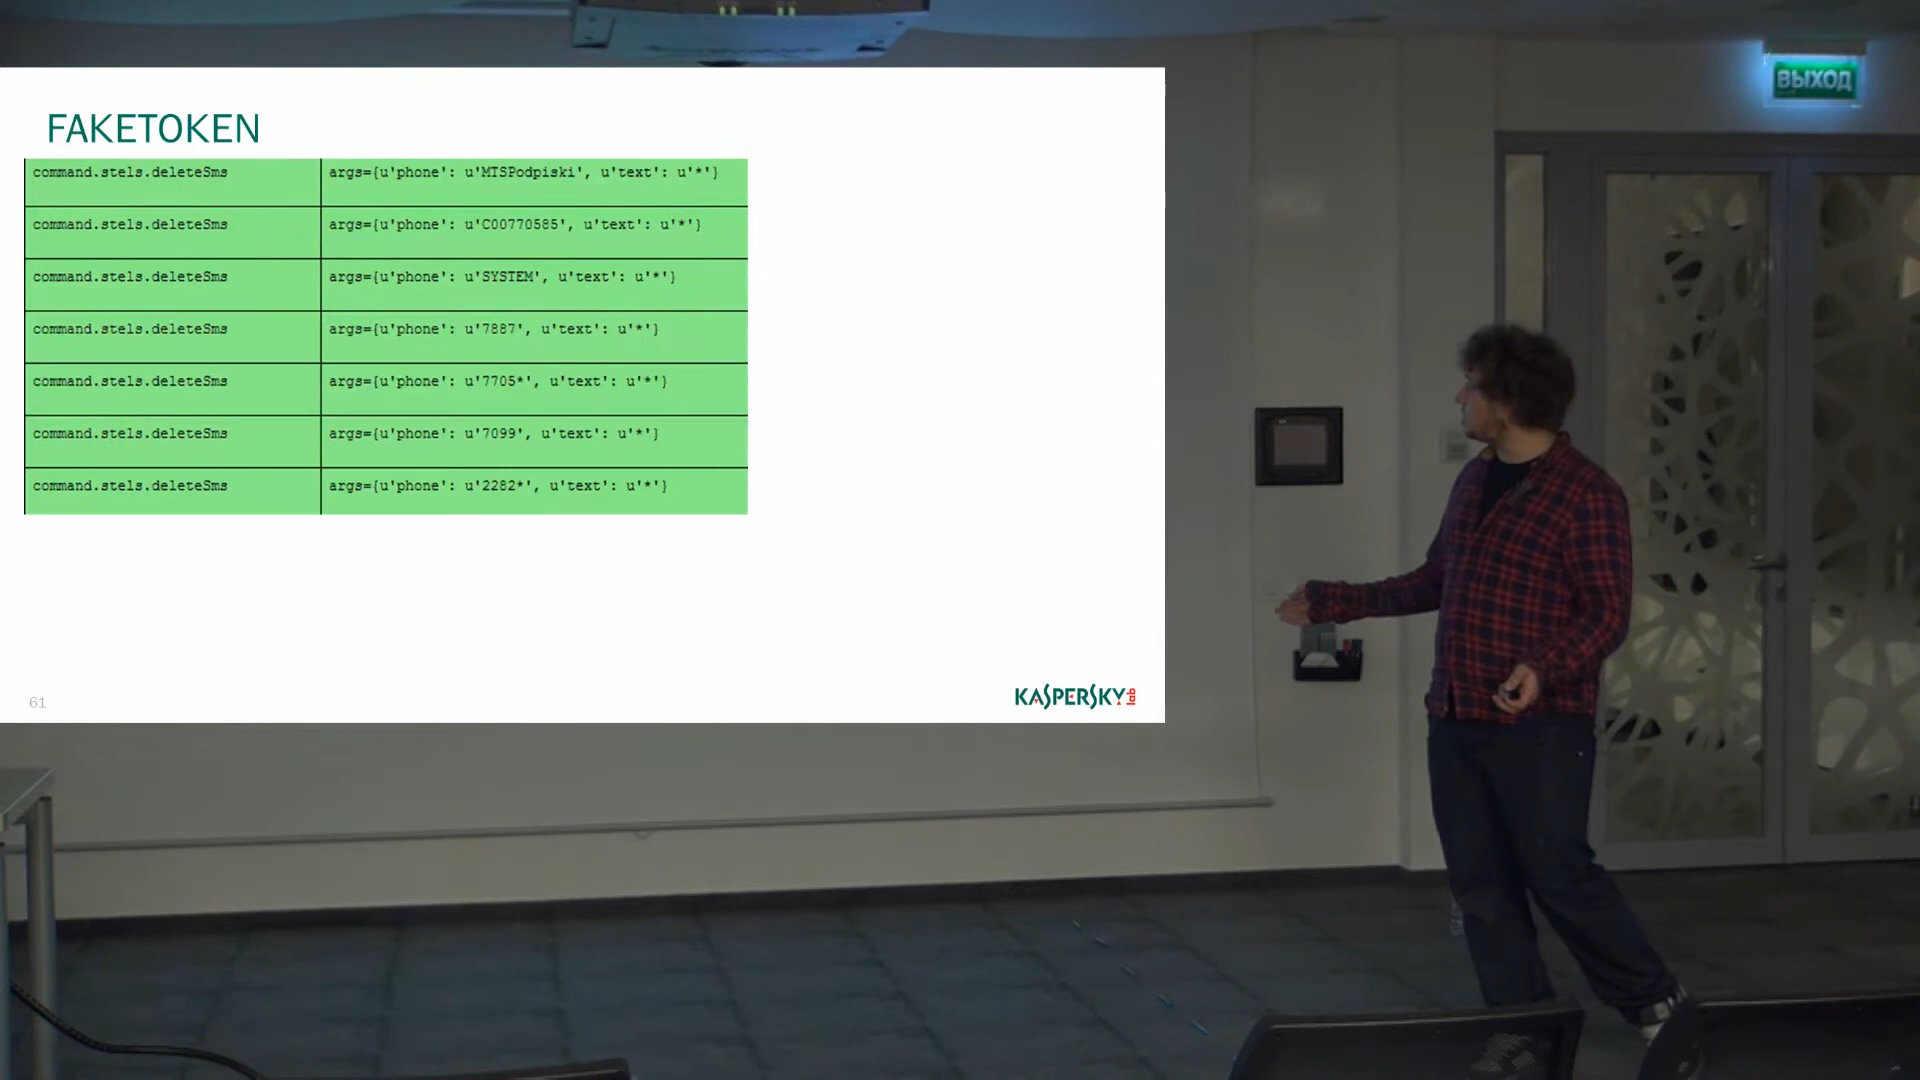 ВЫХОД
FAKETOKEN
command.stels.deleteSms args={u'phone': u'MTSPodpiski', u'text': u'*'}
command.stels.deleteSms args={u'phone': u'C00770585', u'text': u'*'}
command.stels.deleteSms args={u'phone': u'SYSTEM', u'text': u'*'}
command.stels.deleteSms args={u'phone': u'7887', u'text': u'*'}
command.stels.deleteSms args={u'phone': u'7705*', u'text': u'*'}
command.stels.deleteSms args={u'phone': u'7099', u'text': u'*'}
command.stels.deleteSms args={u'phone': u'2282*', u'text': u'*'}
61
KASPERSKY lab